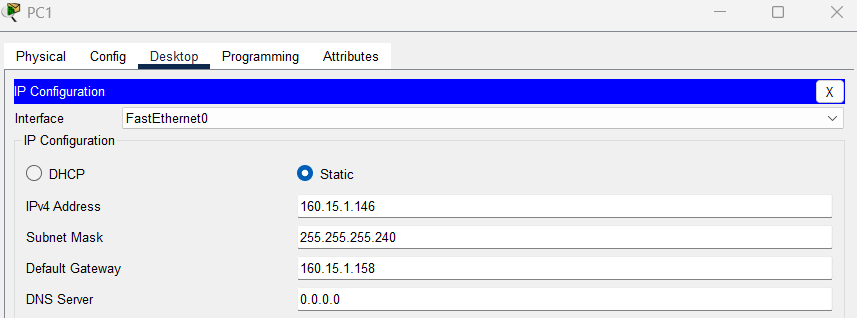 PC1
Physical Config Desktop Programming Attributes
IP Configuration X
Interface FastEthernet0
IP Configuration
DHCP Static
IPv4 Address 160.15.1.146
Subnet Mask 255.255.255.240
Default Gateway 160.15.1.158
DNS Server 0.0.0.0